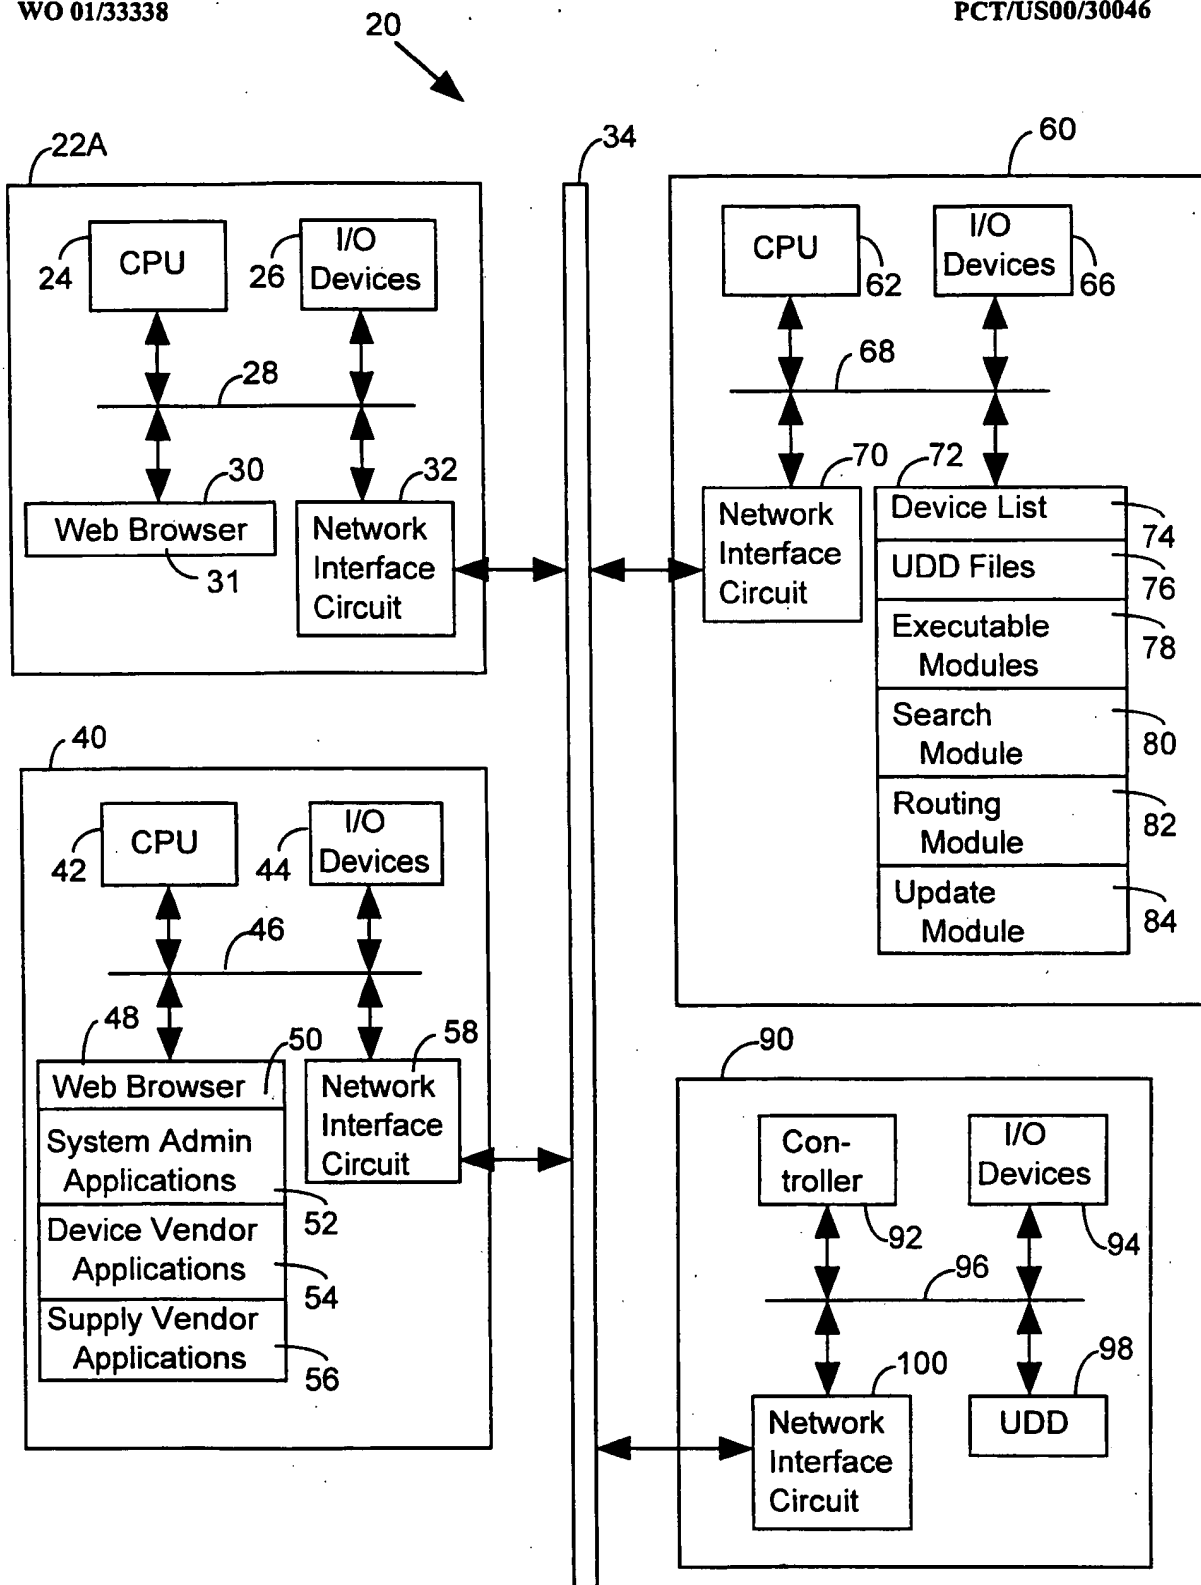 WO 01/33338
PCT/US00/30046
20
22A
34
60
CPU
24
I/O
Devices
26
28
30
Web Browser
31
32
Network
Interface
Circuit
CPU
62
I/O
Devices
66
68
70
Network
Interface
Circuit
72
Device List
74
UDD Files
76
Executable
Modules
78
Search
Module
80
Routing
Module
82
Update
Module
84
40
CPU
42
I/O
Devices
44
46
48
Web Browser
50
System Admin
Applications
52
Device Vendor
Applications
54
Supply Vendor
Applications
56
58
Network
Interface
Circuit
90
Con-
troller
92
I/O
Devices
94
96
98
UDD
100
Network
Interface
Circuit